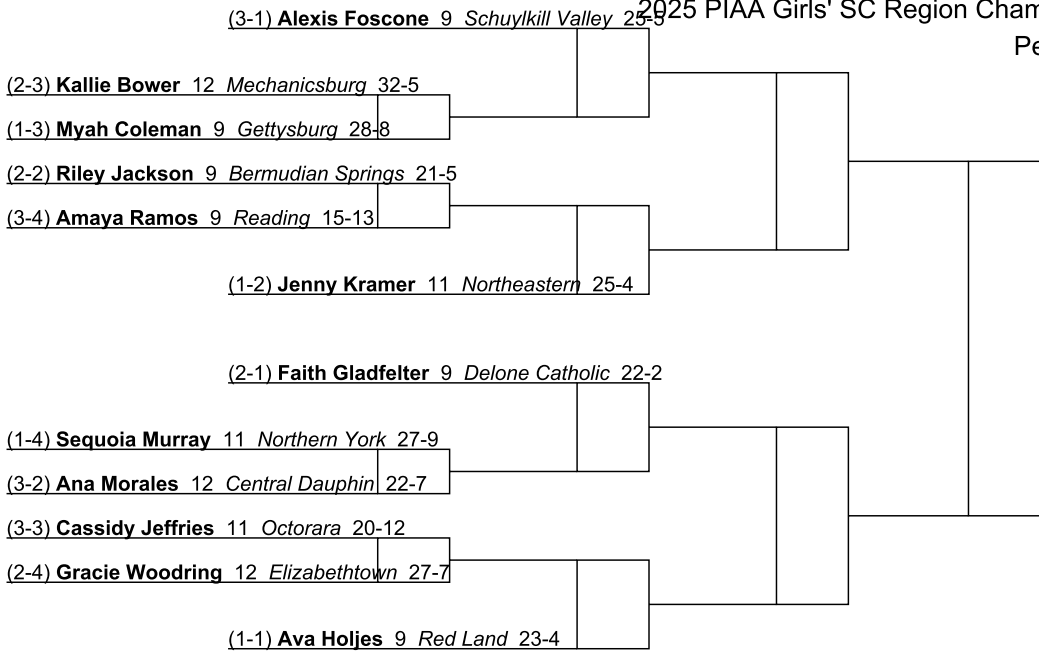 (3-1) Alexis Foscone 9 Schuylkill Valley 25-5
2025 PIAA Girls' SC Region Cham
Pe
(2-3) Kallie Bower 12 Mechanicsburg 32-5
(1-3) Myah Coleman 9 Gettysburg 28-8
(2-2) Riley Jackson 9 Bermudian Springs 21-5
(3-4) Amaya Ramos 9 Reading 15-13
(1-2) Jenny Kramer 11 Northeastern 25-4
(2-1) Faith Gladfelter 9 Delone Catholic 22-2
(1-4) Sequoia Murray 11 Northern York 27-9
(3-2) Ana Morales 12 Central Dauphin 22-7
(3-3) Cassidy Jeffries 11 Octorara 20-12
(2-4) Gracie Woodring 12 Elizabethtown 27-7
(1-1) Ava Holjes 9 Red Land 23-4